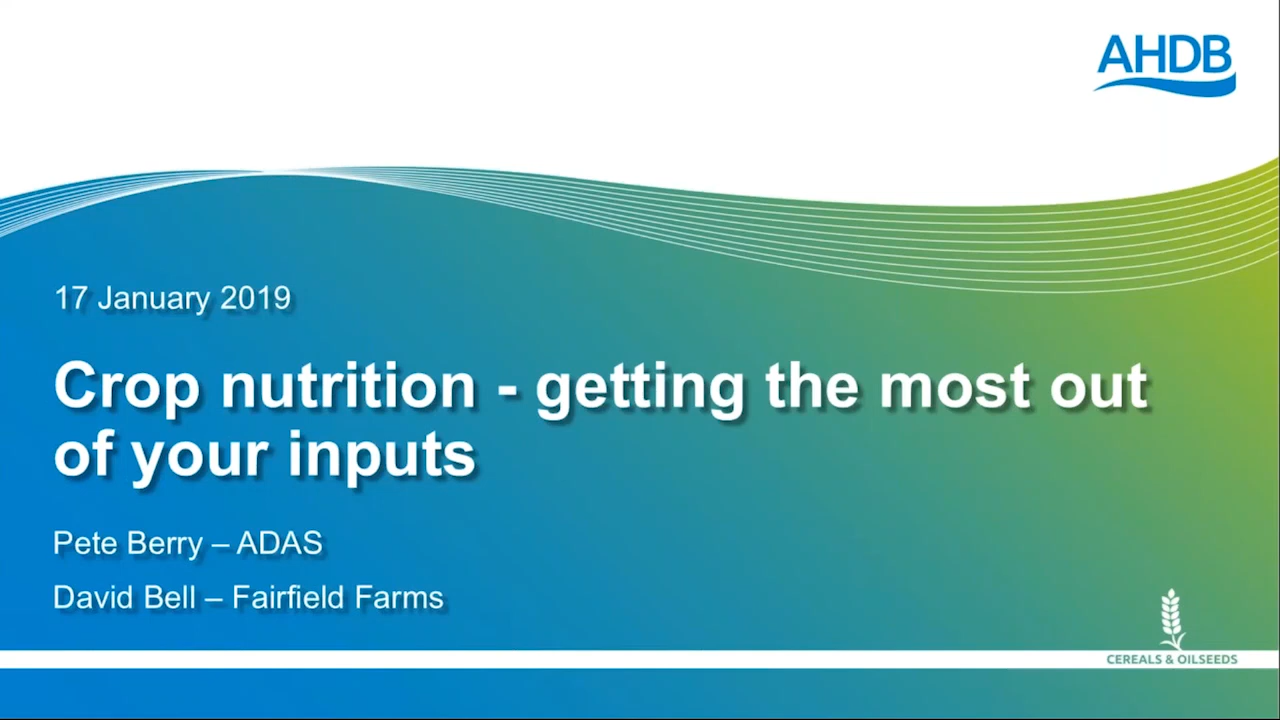 AHDB
17 January 2019
Crop nutrition - getting the most out
of your inputs
Pete Berry – ADAS
David Bell – Fairfield Farms
CEREALS & OILSEEDS